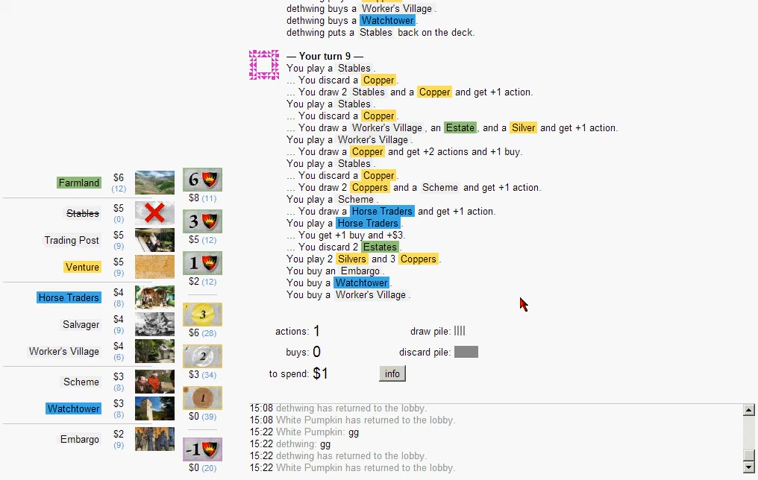 dethwing buys a Worker's Village .
dethwing buys a Watchtower.
dethwing puts a Stables back on the deck.
— Your turn 9 —
You play a Stables .
... You discard a Copper.
... You draw 2 Stables and a Copper and get +1 action.
You play a Stables .
... You discard a Copper.
... You draw a Worker's Village , an Estate, and a Silver and get +1 action.
You play a Worker's Village .
... You draw a Copper and get +2 actions and +1 buy.
You play a Stables .
... You discard a Copper.
... You draw 2 Coppers and a Scheme and get +1 action.
You play a Scheme .
... You draw a Horse Traders and get +1 action.
You play a Horse Traders.
... You get +1 buy and +$3.
... You discard 2 Estates.
You play 2 Silvers and 3 Coppers.
You buy an Embargo.
You buy a Watchtower.
You buy a Worker's Village .
Farmland $6 (12) 6 $8 (11)
Stables $5 (0) 3 $5 (12)
Trading Post $5 (9)
Venture $5 (9) 1 $2 (12)
Horse Traders $4 (8)
Salvager $4 (9) 3 $6 (28)
Worker's Village $4 (6) 2 $3 (34)
Scheme $3 (8) 1 $0 (39)
Watchtower $3 (8)
Embargo $2 (9) -1 $0 (20)
actions: 1 draw pile:
buys: 0 discard pile:
to spend: $1 info
15:08 dethwing has returned to the lobby.
15:08 White Pumpkin has returned to the lobby.
15:22 White Pumpkin: gg
15:22 dethwing: gg
15:22 dethwing has returned to the lobby.
15:22 White Pumpkin has returned to the lobby.